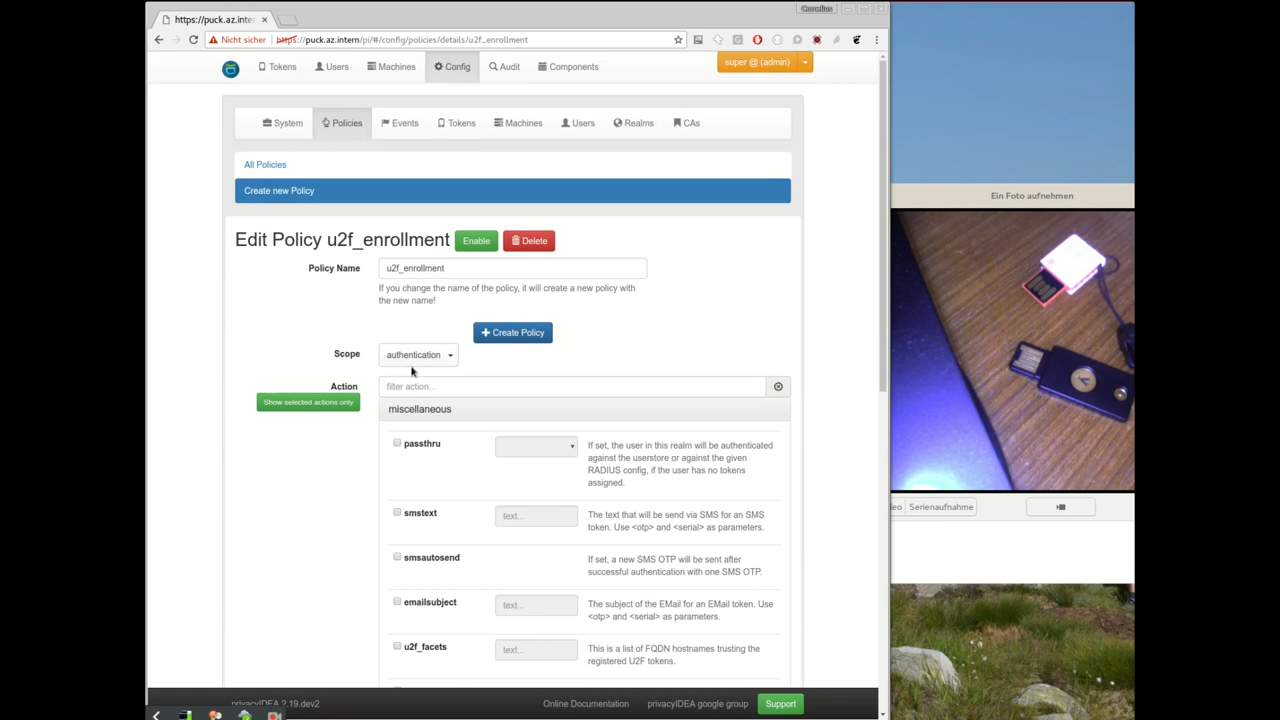 https://puck.az.inter
Cornelius
Nicht sicher
https://puck.az.intern/pi/#/config/policies/details/u2f_enrollment
Tokens
Users
Machines
Config
Audit
Components
super @ (admin)
System
Policies
Events
Tokens
Machines
Users
Realms
CAs
All Policies
Create new Policy
Edit Policy u2f_enrollment
Enable
Delete
Policy Name
u2f_enrollment
If you change the name of the policy, it will create a new policy with
the new name!
Create Policy
Scope
authentication
Action
filter action...
Show selected actions only
miscellaneous
passthru
If set, the user in this realm will be authenticated
against the userstore or against the given
RADIUS config, if the user has no tokens
assigned.
smstext
text...
The text that will be send via SMS for an SMS
token. Use <otp> and <serial> as parameters.
smsautosend
If set, a new SMS OTP will be sent after
successful authentication with one SMS OTP.
emailsubject
text...
The subject of the EMail for an EMail token. Use
<otp> and <serial> as parameters.
u2f_facets
text...
This is a list of FQDN hostnames trusting the
registered U2F tokens.
privacyIDEA 2.19.dev2
Online Documentation
privacyIDEA google group
Support
Ein Foto aufnehmen
eo
Serienaufnahme